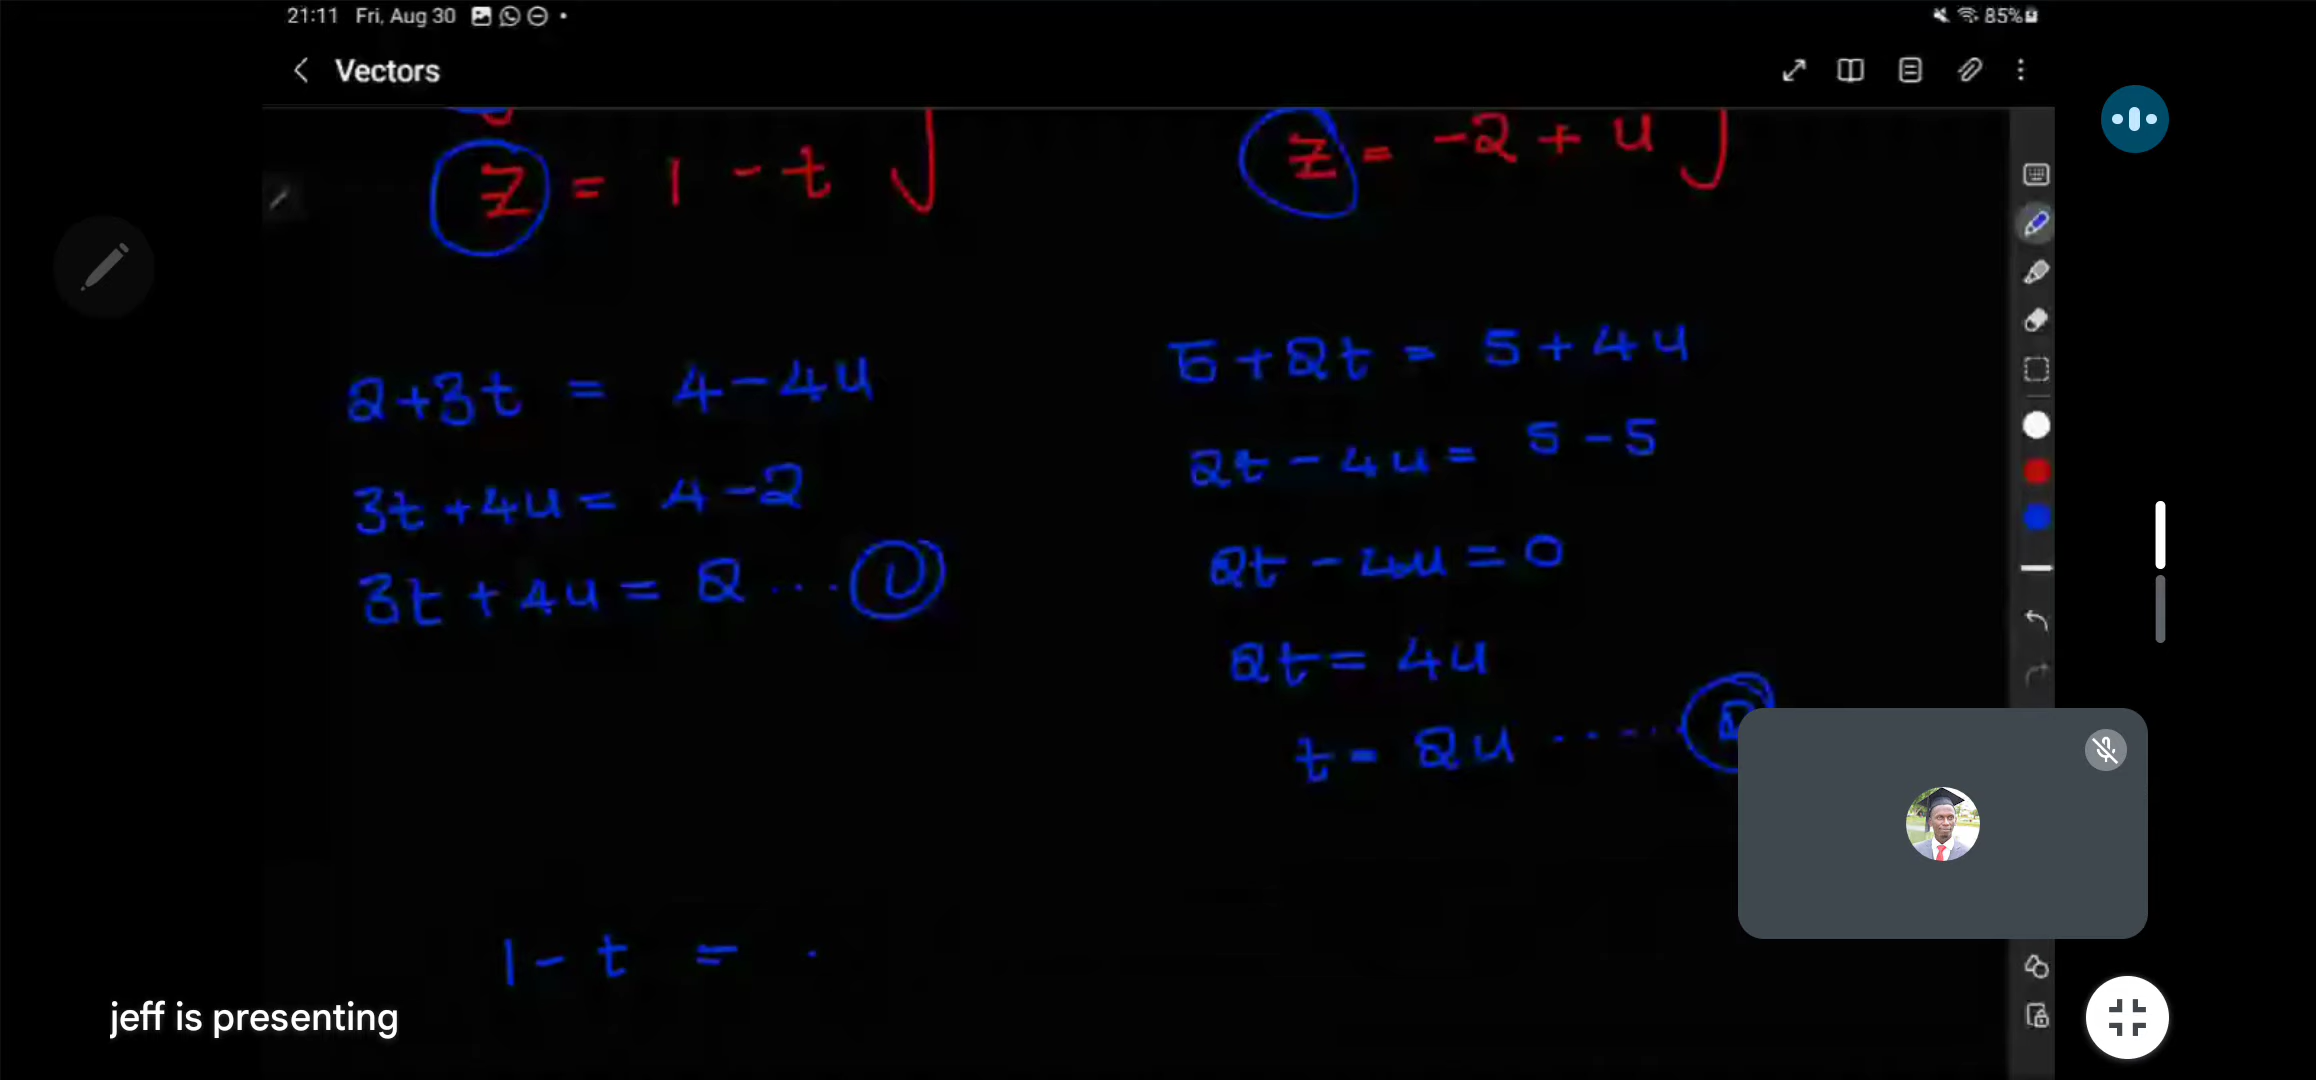 21:11 Fri, Aug 30
85%
Vectors
z = 1 - t
z = -2 + u
2+3t = 4-4u
3t+4u = 4-2
3t + 4u = 2 ... ①
5+2t = 5+4u
2t - 4u = 5-5
2t - 4u = 0
2t = 4u
t = 2u ..... ②
1 - t =
jeff is presenting